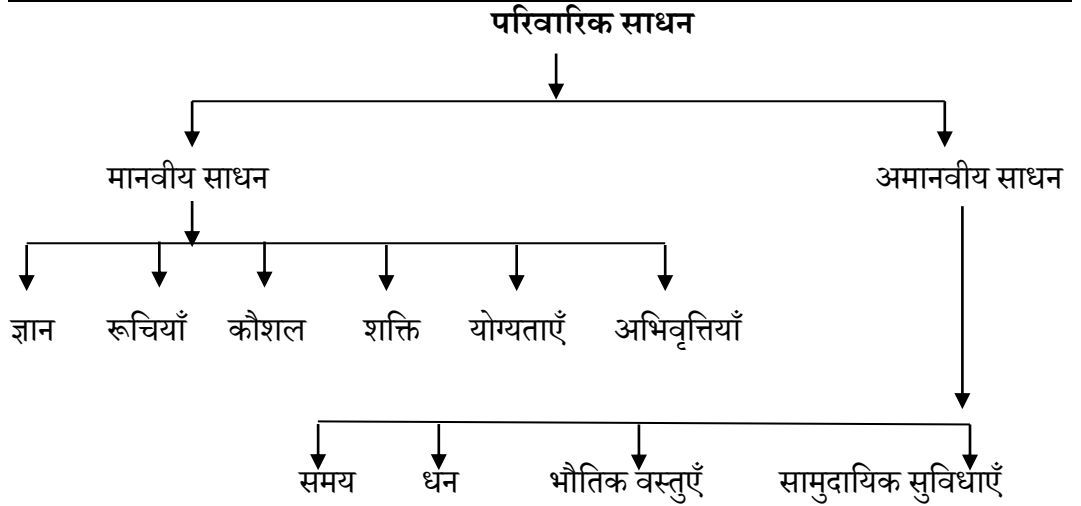 परिवारिक साधन
मानवीय साधन अमानवीय साधन
ज्ञान रूचियाँ कौशल शक्ति योग्यताएँ अभिवृत्तियाँ
समय धन भौतिक वस्तुएँ सामुदायिक सुविधाएँ